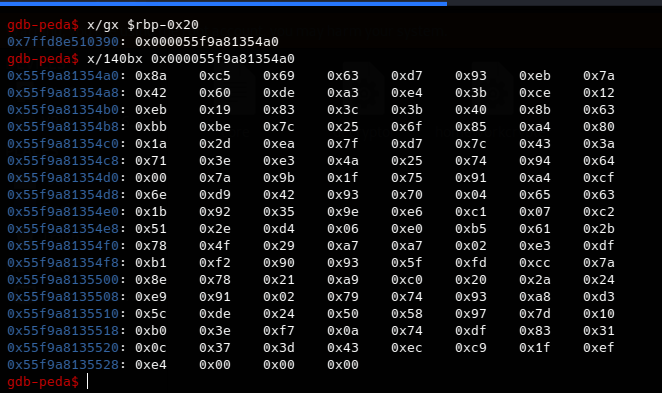 gdb-peda$ x/gx $rbp-0x20
0x7ffd8e510390: 0x000055f9a81354a0
gdb-peda$ x/140bx 0x000055f9a81354a0
0x55f9a81354a0: 0x8a 0xc5 0x69 0x63 0xd7 0x93 0xeb 0x7a
0x55f9a81354a8: 0x42 0x60 0xde 0xa3 0xe4 0x3b 0xce 0x12
0x55f9a81354b0: 0xeb 0x19 0x83 0x3c 0x3b 0x40 0x8b 0x63
0x55f9a81354b8: 0xbb 0xbe 0x7c 0x25 0x6f 0x85 0xa4 0x80
0x55f9a81354c0: 0x1a 0x2d 0xea 0x7f 0xd7 0x7c 0x43 0x3a
0x55f9a81354c8: 0x71 0x3e 0xe3 0x4a 0x25 0x74 0x94 0x64
0x55f9a81354d0: 0x00 0x7a 0x9b 0x1f 0x75 0x91 0xa4 0xcf
0x55f9a81354d8: 0x6e 0xd9 0x42 0x93 0x70 0x04 0x65 0x63
0x55f9a81354e0: 0x1b 0x92 0x35 0x9e 0xe6 0xc1 0x07 0xc2
0x55f9a81354e8: 0x51 0x2e 0xd4 0x06 0xe0 0xb5 0x61 0x2b
0x55f9a81354f0: 0x78 0x4f 0x29 0xa7 0xa7 0x02 0xe3 0xdf
0x55f9a81354f8: 0xb1 0xf2 0x90 0x93 0x5f 0xfd 0xcc 0x7a
0x55f9a8135500: 0x8e 0x78 0x21 0xa9 0xc0 0x20 0x2a 0x24
0x55f9a8135508: 0xe9 0x91 0x02 0x79 0x74 0x93 0xa8 0xd3
0x55f9a8135510: 0x5c 0xde 0x24 0x50 0x58 0x97 0x7d 0x10
0x55f9a8135518: 0xb0 0x3e 0xf7 0x0a 0x74 0xdf 0x83 0x31
0x55f9a8135520: 0x0c 0x37 0x3d 0x43 0xec 0xc9 0x1f 0xef
0x55f9a8135528: 0xe4 0x00 0x00 0x00
gdb-peda$